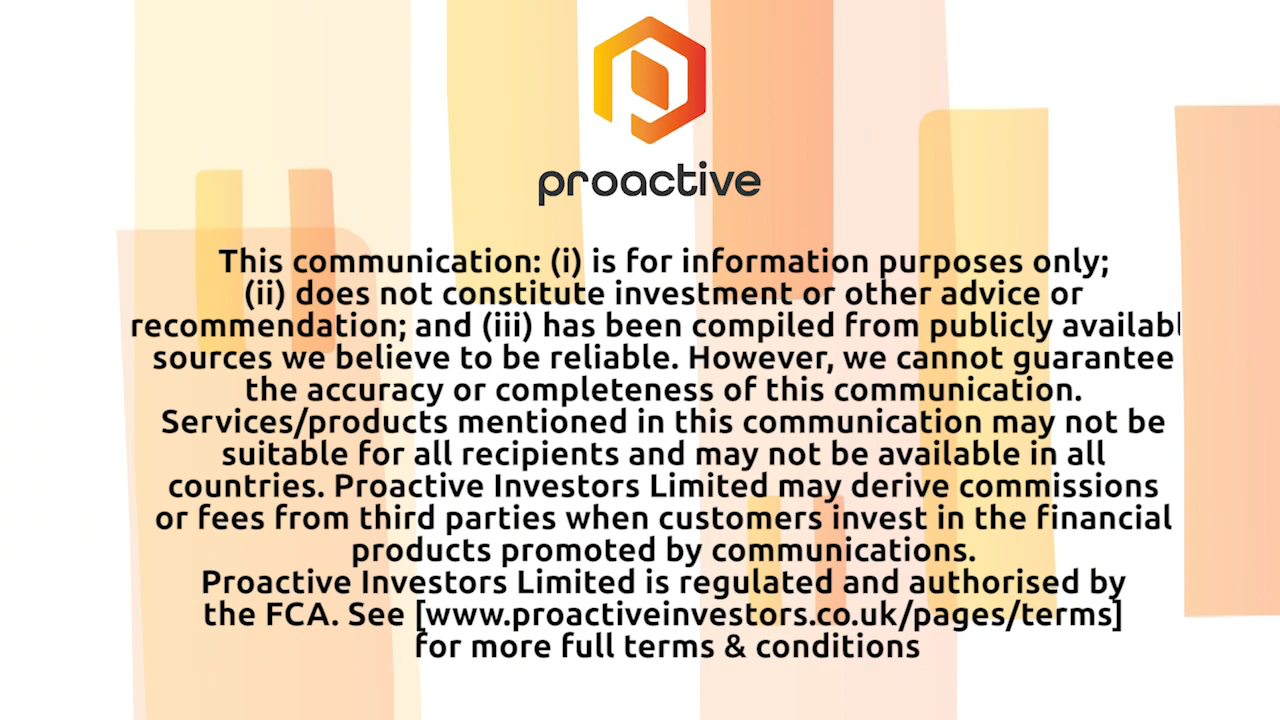 proactive
This communication: (i) is for information purposes only;
(ii) does not constitute investment or other advice or
recommendation; and (iii) has been compiled from publicly availabl
sources we believe to be reliable. However, we cannot guarantee
the accuracy or completeness of this communication.
Services/products mentioned in this communication may not be
suitable for all recipients and may not be available in all
countries. Proactive Investors Limited may derive commissions
or fees from third parties when customers invest in the financial
products promoted by communications.
Proactive Investors Limited is regulated and authorised by
the FCA. See [www.proactiveinvestors.co.uk/pages/terms]
for more full terms & conditions